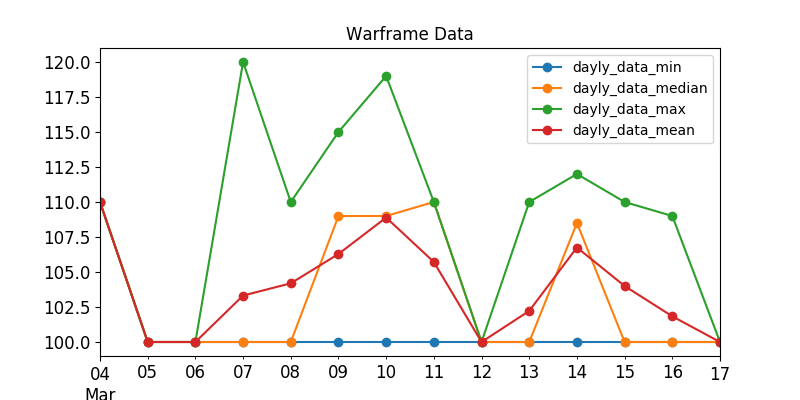 Warframe Data
dayly_data_min
dayly_data_median
dayly_data_max
dayly_data_mean
120.0
117.5
115.0
112.5
110.0
107.5
105.0
102.5
100.0
04 05 06 07 08 09 10 11 12 13 14 15 16 17
Mar